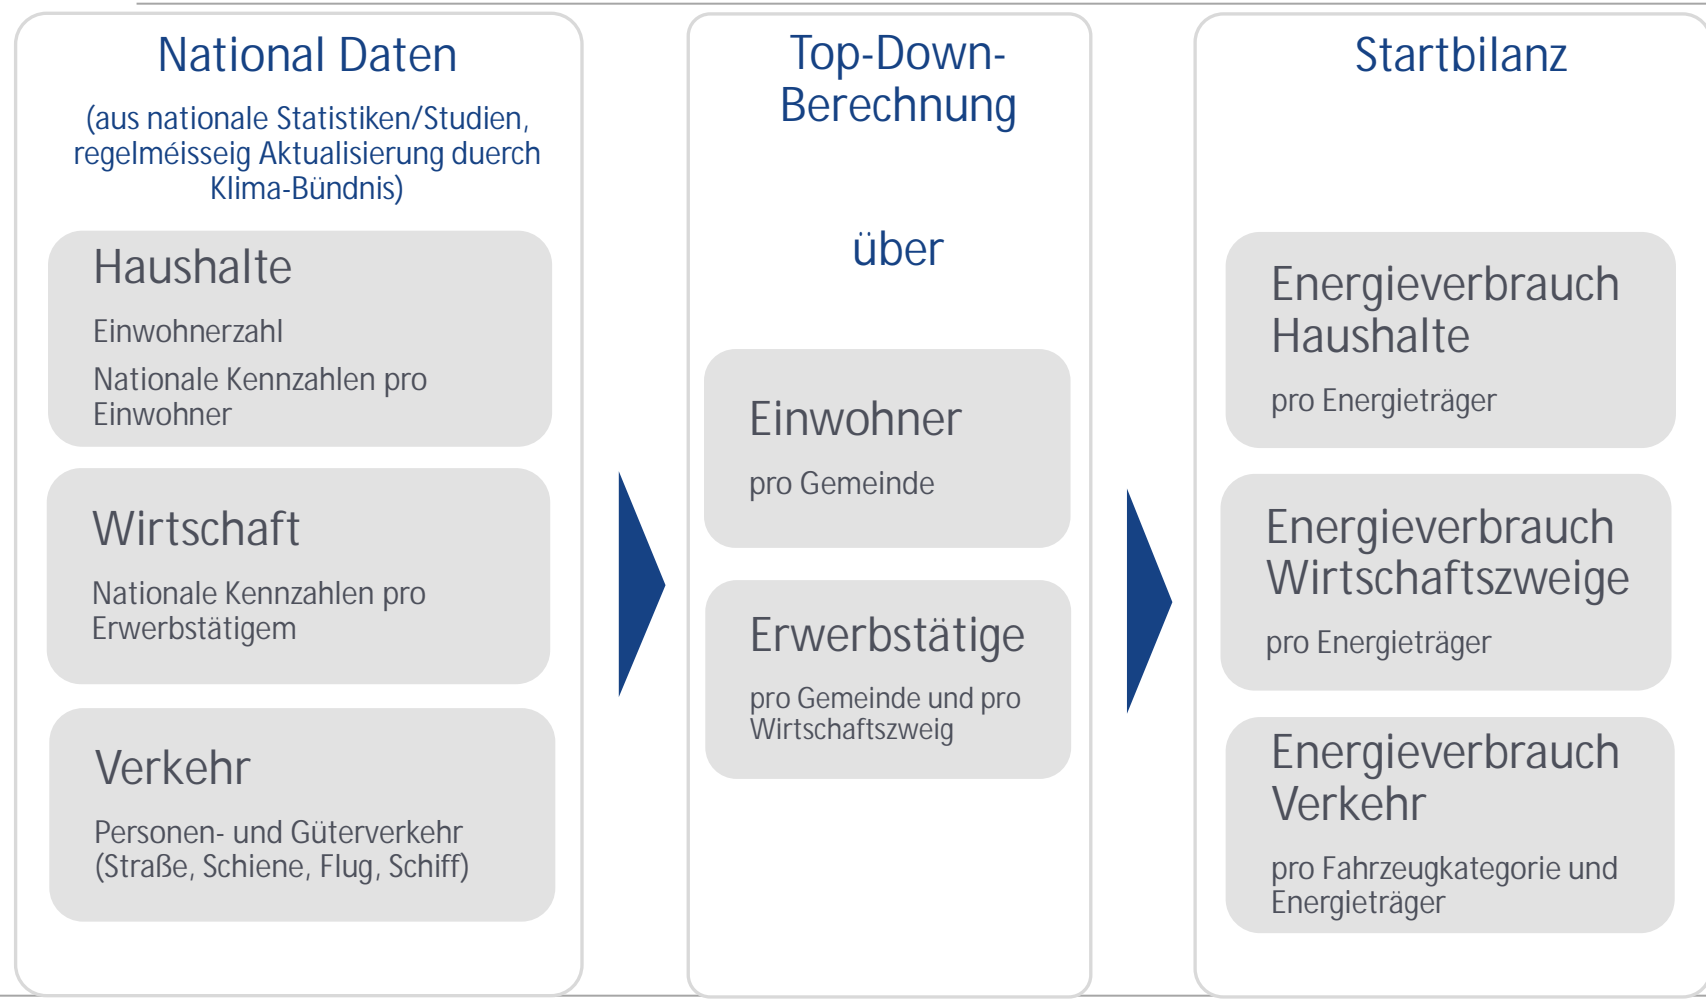 National Daten
(aus nationale Statistiken/Studien,
regelméisseig Aktualisierung duerch
Klima-Bündnis)
Haushalte
Einwohnerzahl
Nationale Kennzahlen pro
Einwohner
Wirtschaft
Nationale Kennzahlen pro
Erwerbstätigem
Verkehr
Personen- und Güterverkehr
(Straße, Schiene, Flug, Schiff)
Top-Down-
Berechnung
über
Einwohner
pro Gemeinde
Erwerbstätige
pro Gemeinde und pro
Wirtschaftszweig
Startbilanz
Energieverbrauch
Haushalte
pro Energieträger
Energieverbrauch
Wirtschaftszweige
pro Energieträger
Energieverbrauch
Verkehr
pro Fahrzeugkategorie und
Energieträger